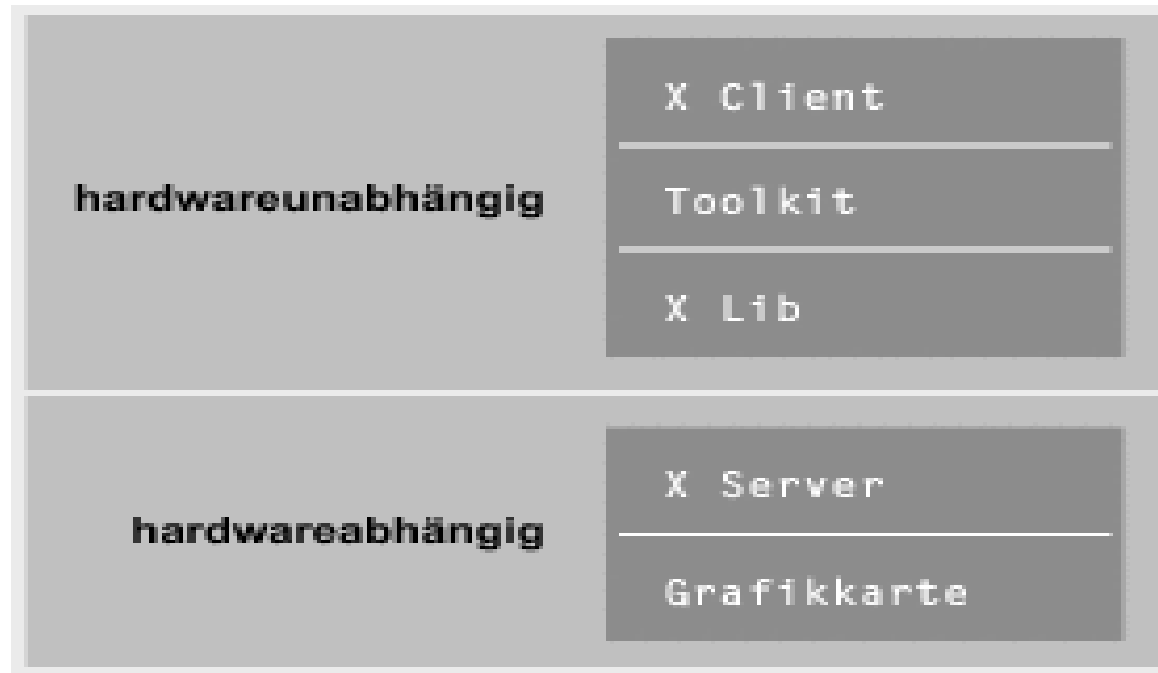 X Client
hardwareunabhängig
Toolkit
X Lib
X Server
hardwareabhängig
Grafikkarte